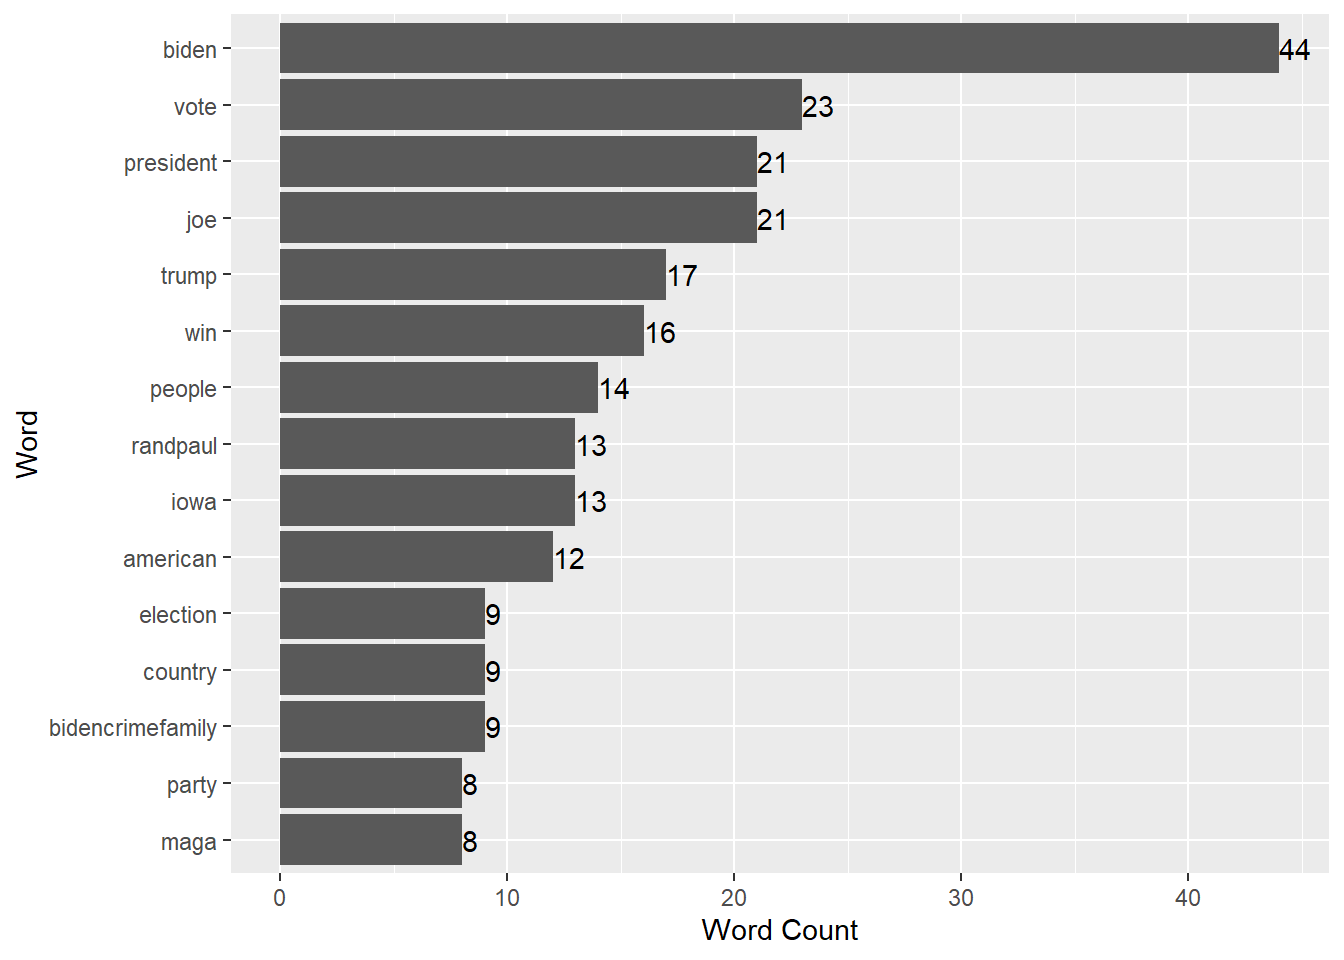 biden 44
vote 23
president 21
joe 21
trump 17
win 16
people 14
randpaul 13
iowa 13
american 12
election 9
country 9
bidencrimefamily 9
party 8
maga 8
Word
0 10 20 30 40
Word Count